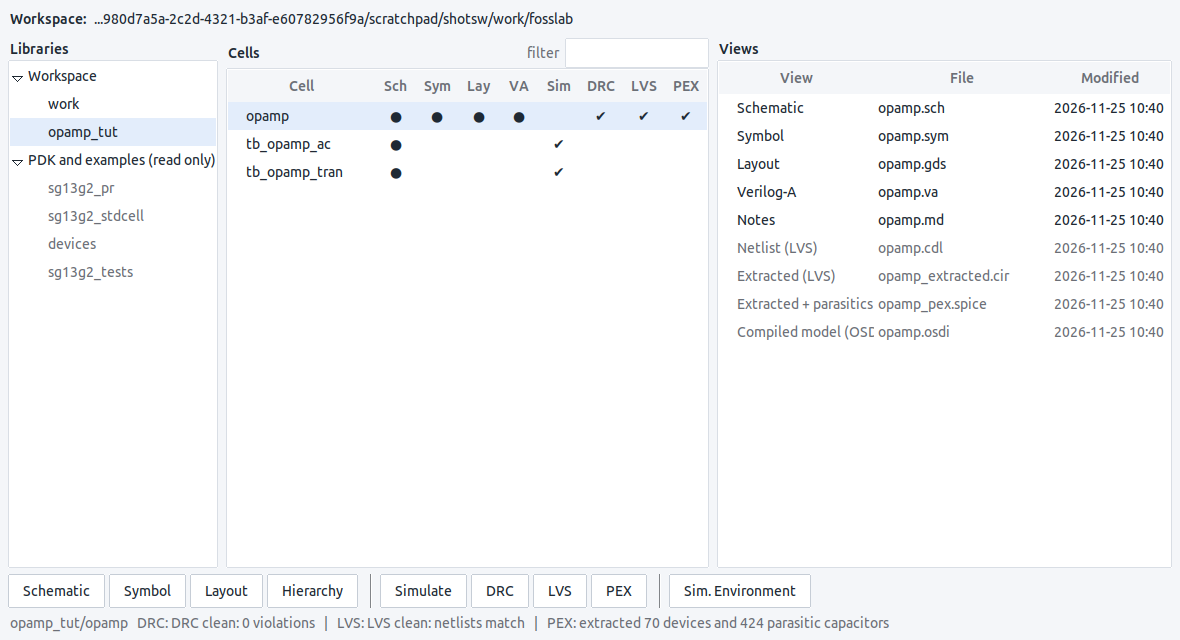 Workspace: ...980d7a5a-2c2d-4321-b3af-e60782956f9a/scratchpad/shotsw/work/fosslab
Libraries
Workspace
work
opamp_tut
PDK and examples (read only)
sg13g2_pr
sg13g2_stdcell
devices
sg13g2_tests
Cells filter
Cell Sch Sym Lay VA Sim DRC LVS PEX
opamp ● ● ● ● ✔ ✔ ✔
tb_opamp_ac ● ✔
tb_opamp_tran ● ✔
Views
View File Modified
Schematic opamp.sch 2026-11-25 10:40
Symbol opamp.sym 2026-11-25 10:40
Layout opamp.gds 2026-11-25 10:40
Verilog-A opamp.va 2026-11-25 10:40
Notes opamp.md 2026-11-25 10:40
Netlist (LVS) opamp.cdl 2026-11-25 10:40
Extracted (LVS) opamp_extracted.cir 2026-11-25 10:40
Extracted + parasitics opamp_pex.spice 2026-11-25 10:40
Compiled model (OSD opamp.osdi 2026-11-25 10:40
Schematic Symbol Layout Hierarchy Simulate DRC LVS PEX Sim. Environment
opamp_tut/opamp DRC: DRC clean: 0 violations | LVS: LVS clean: netlists match | PEX: extracted 70 devices and 424 parasitic capacitors